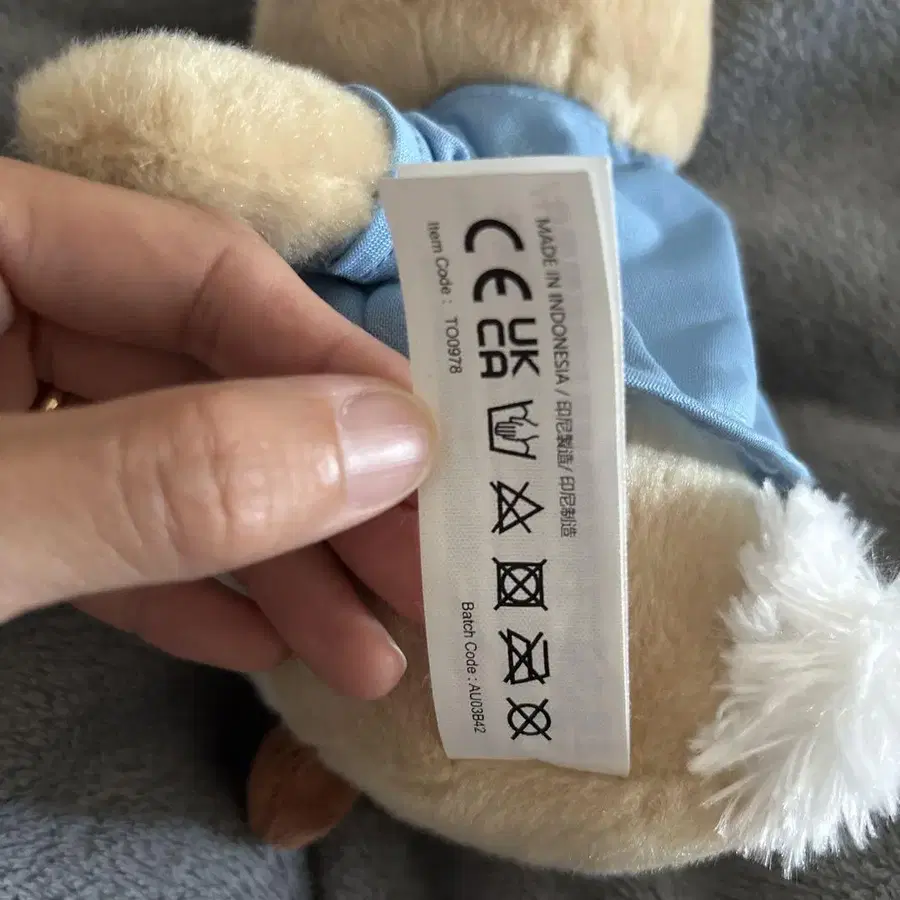 MADE IN INDONESIA / 印尼製造/ 印尼制造
CE UK
CA
Item Code : TO0978
Batch Code : AU03B42